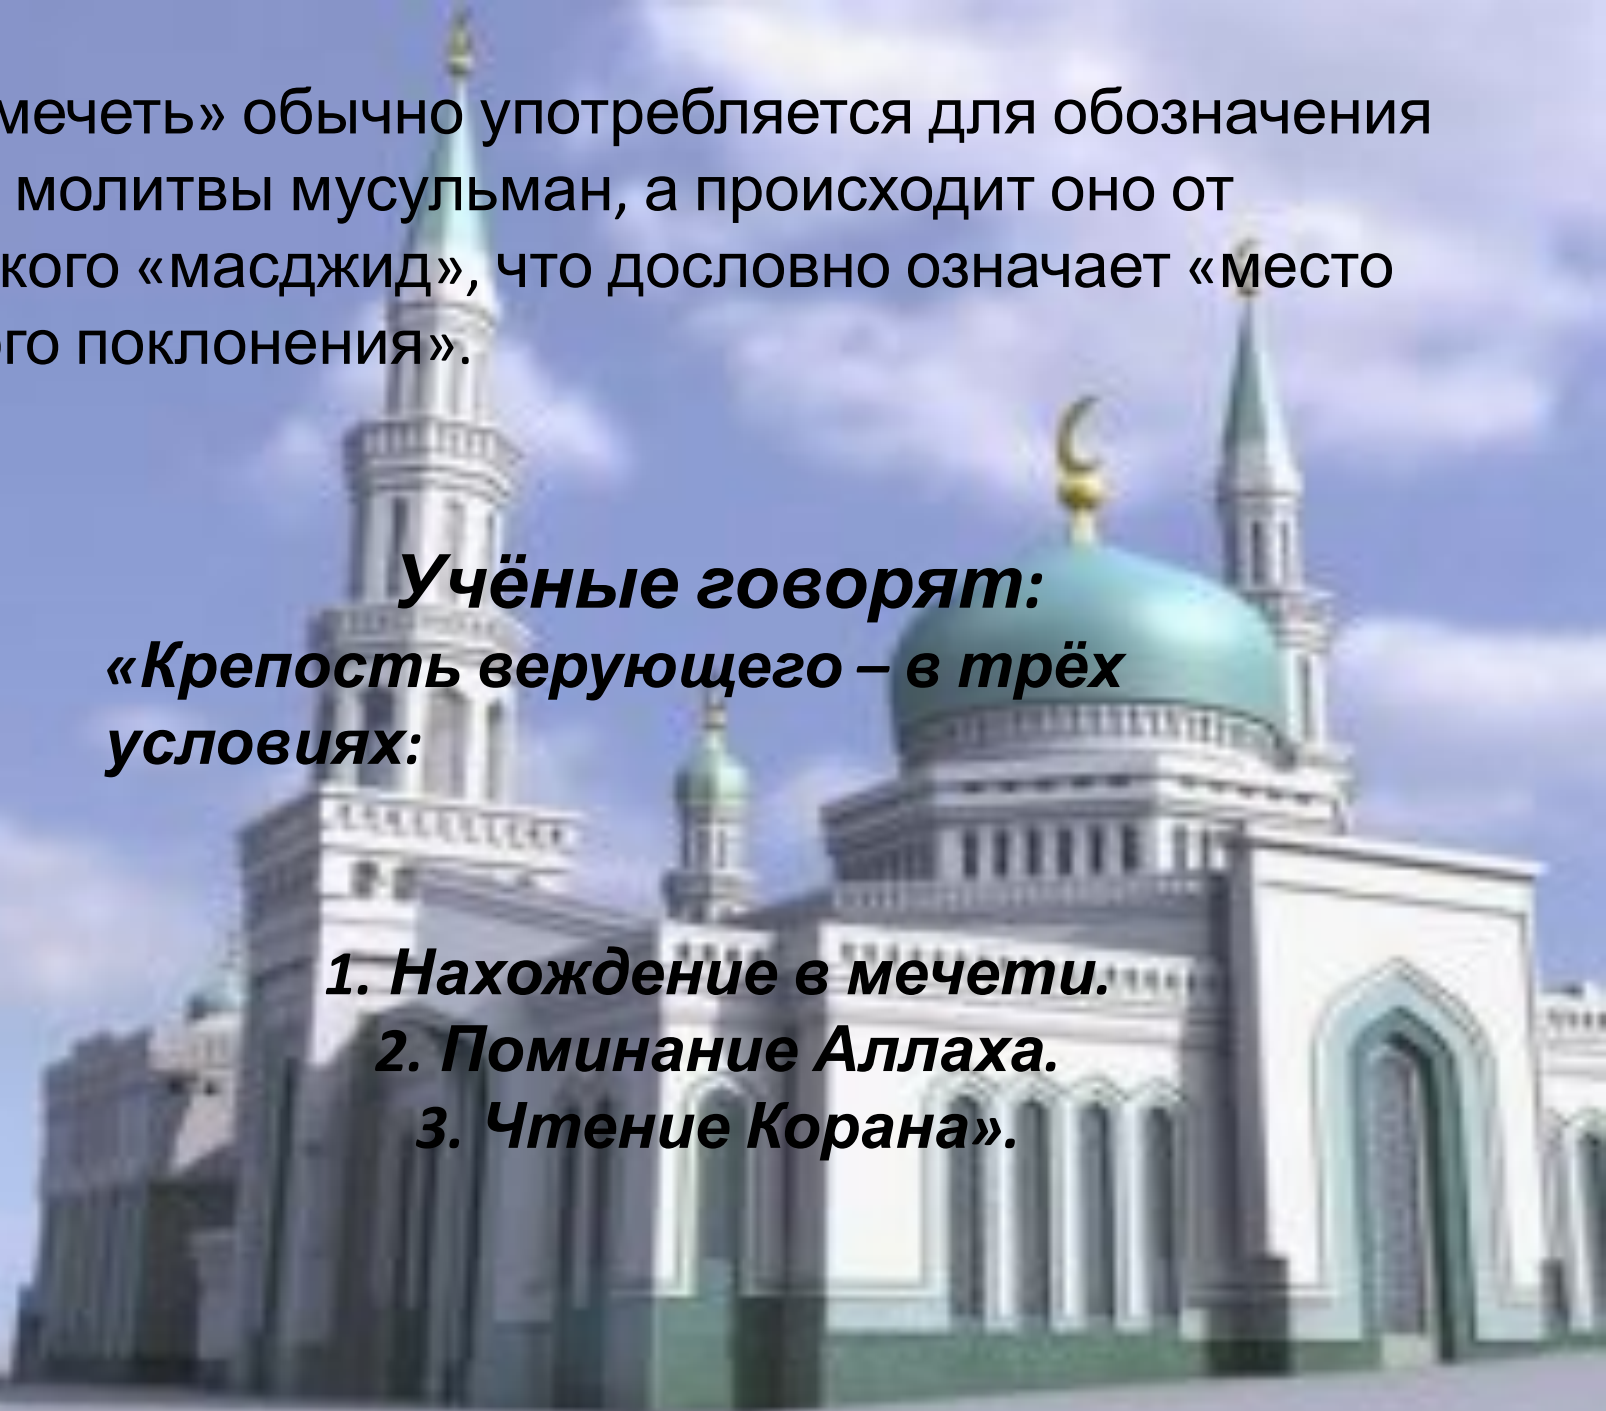 мечеть» обычно употребляется для обозначения
молитвы мусульман, а происходит оно от
кого «масджид», что дословно означает «место
го поклонения».
Учёные говорят:
«Крепость верующего – в трёх
условиях:
1. Нахождение в мечети.
2. Поминание Аллаха.
3. Чтение Корана».